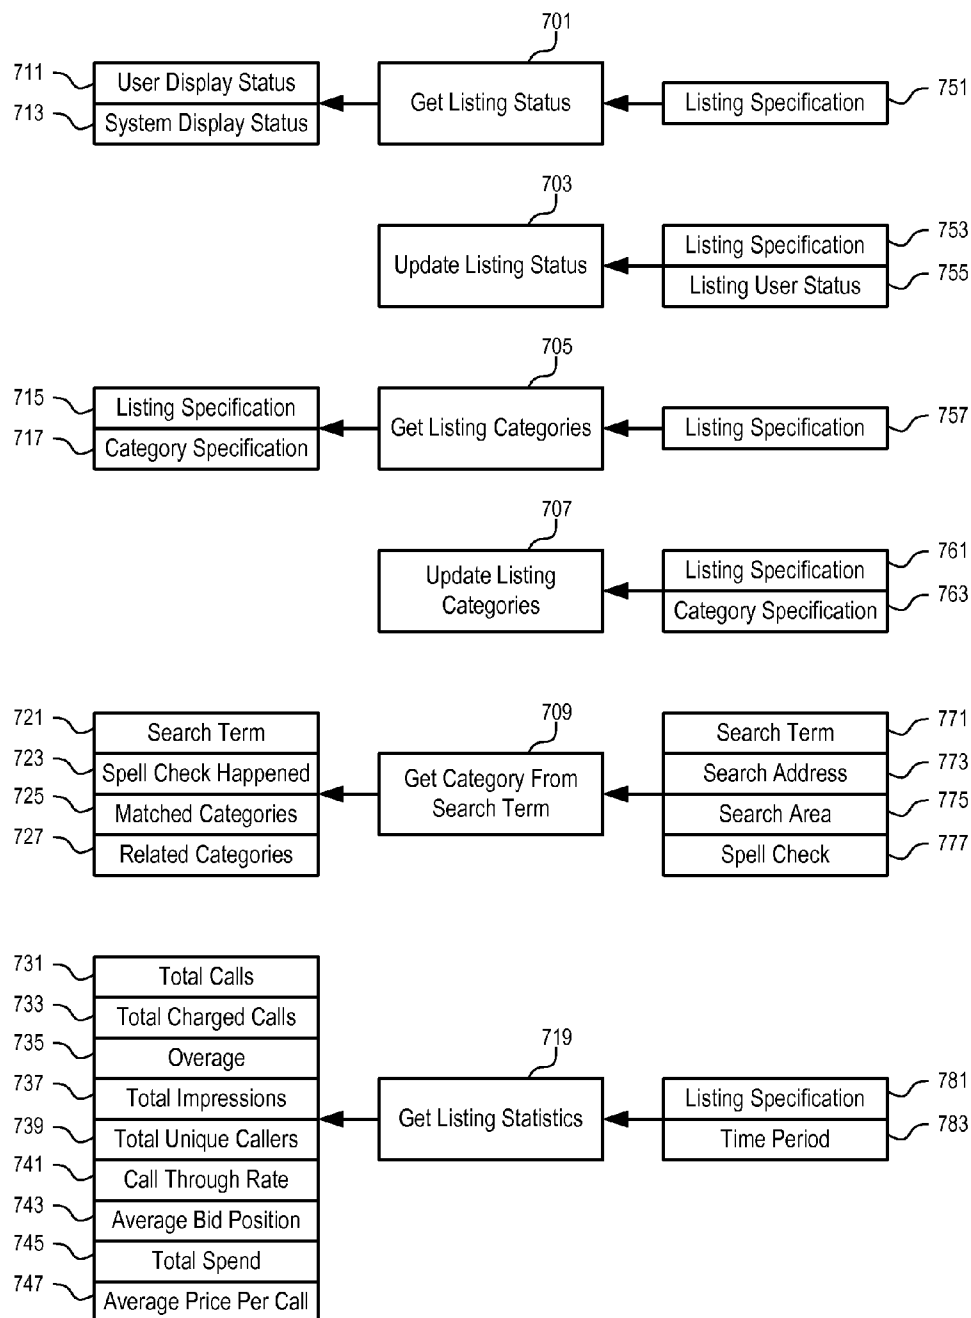 701
711
User Display Status
713
System Display Status
Get Listing Status
Listing Specification
751
703
Update Listing Status
Listing Specification
753
Listing User Status
755
705
715
Listing Specification
717
Category Specification
Get Listing Categories
Listing Specification
757
707
Update Listing
Categories
Listing Specification
761
Category Specification
763
709
721
Search Term
723
Spell Check Happened
725
Matched Categories
727
Related Categories
Get Category From
Search Term
Search Term
771
Search Address
773
Search Area
775
Spell Check
777
731
Total Calls
733
Total Charged Calls
735
Overage
737
Total Impressions
739
Total Unique Callers
741
Call Through Rate
743
Average Bid Position
745
Total Spend
747
Average Price Per Call
719
Get Listing Statistics
Listing Specification
781
Time Period
783